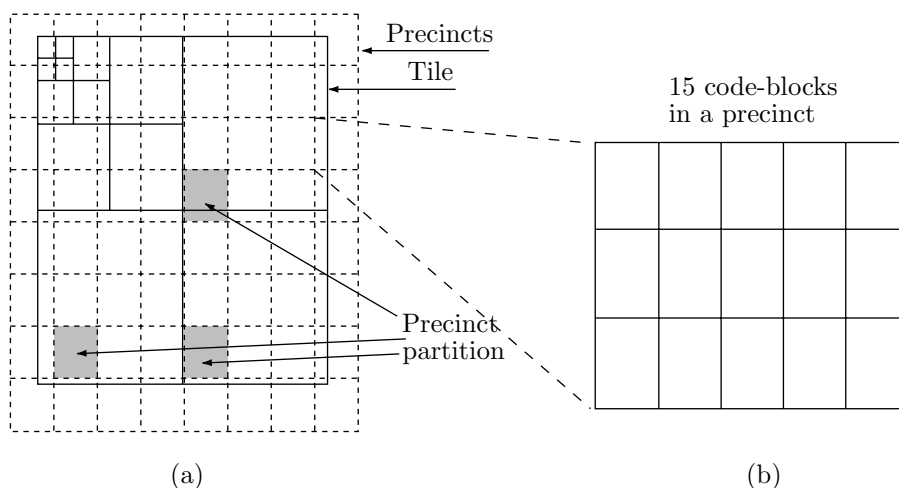 Precincts
Tile
15 code-blocks
in a precinct
Precinct
partition
(a)
(b)